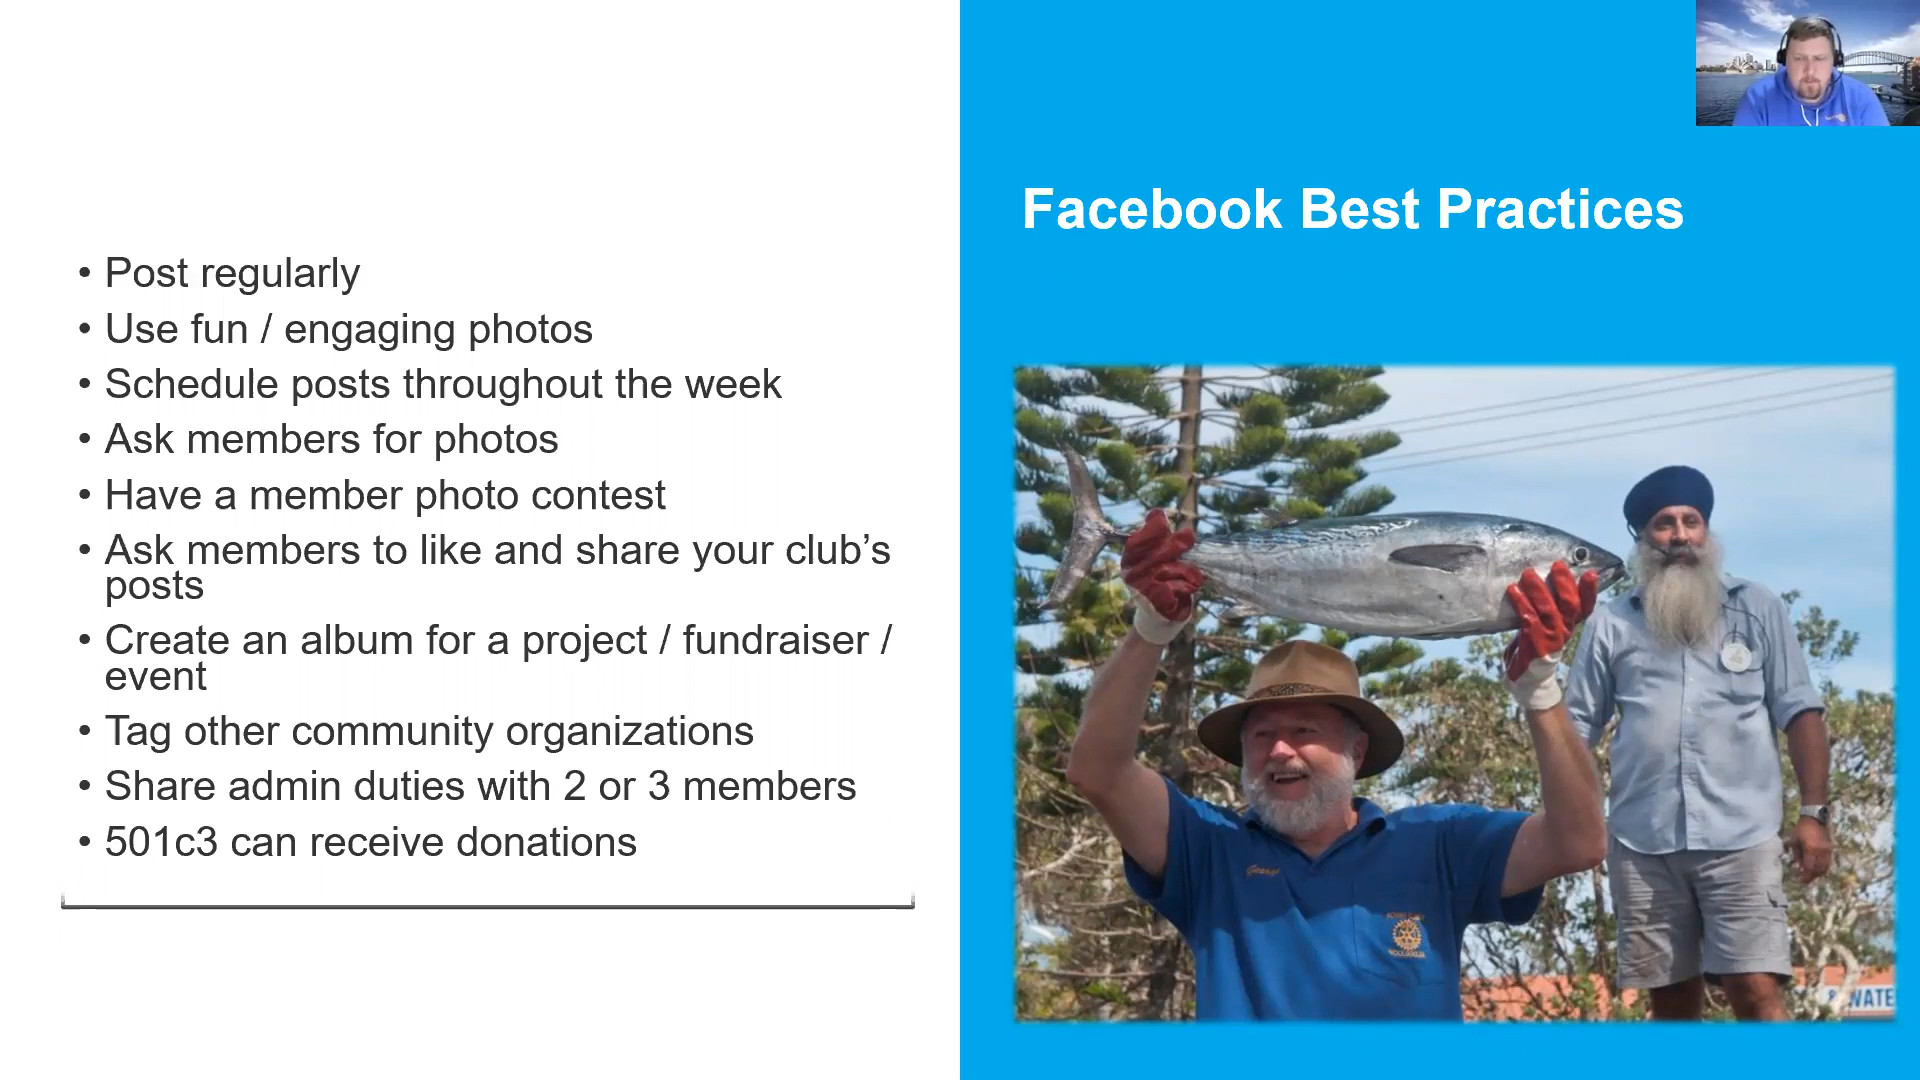 Facebook Best Practices
• Post regularly
• Use fun / engaging photos
• Schedule posts throughout the week
• Ask members for photos
• Have a member photo contest
• Ask members to like and share your club’s
posts
• Create an album for a project / fundraiser /
event
• Tag other community organizations
• Share admin duties with 2 or 3 members
• 501c3 can receive donations
George
WATE